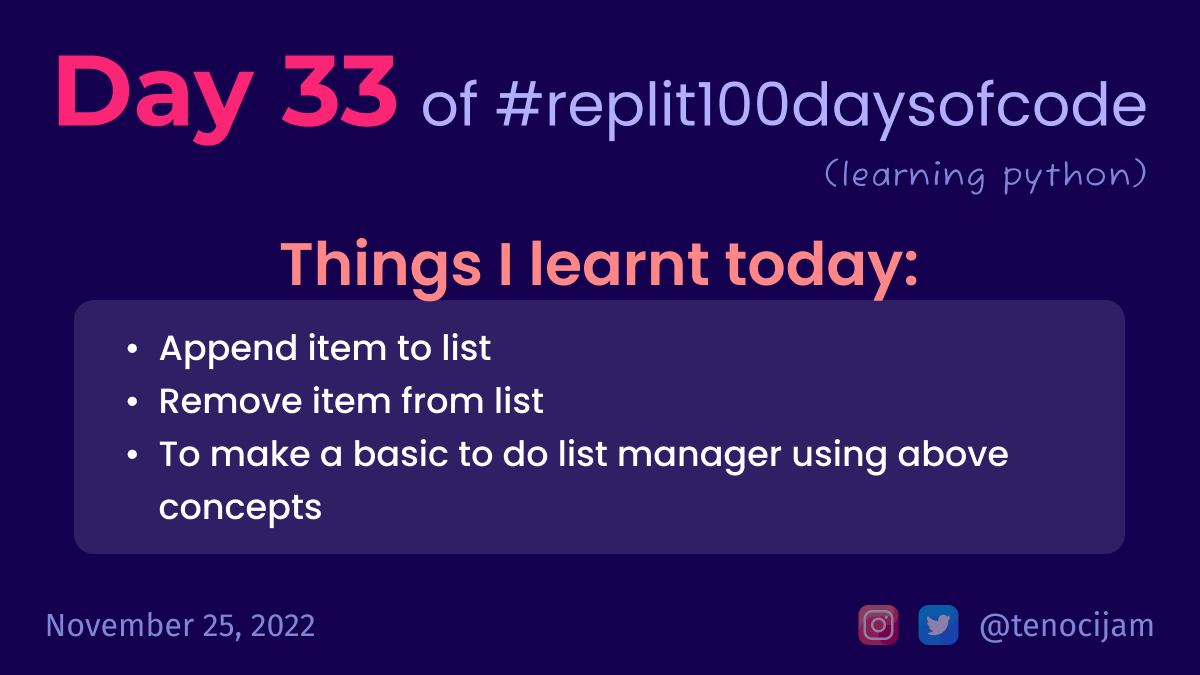 Day 33 of #replit100daysofcode
(learning python)
Things I learnt today:
• Append item to list
• Remove item from list
• To make a basic to do list manager using above
concepts
November 25, 2022
@tenocijam